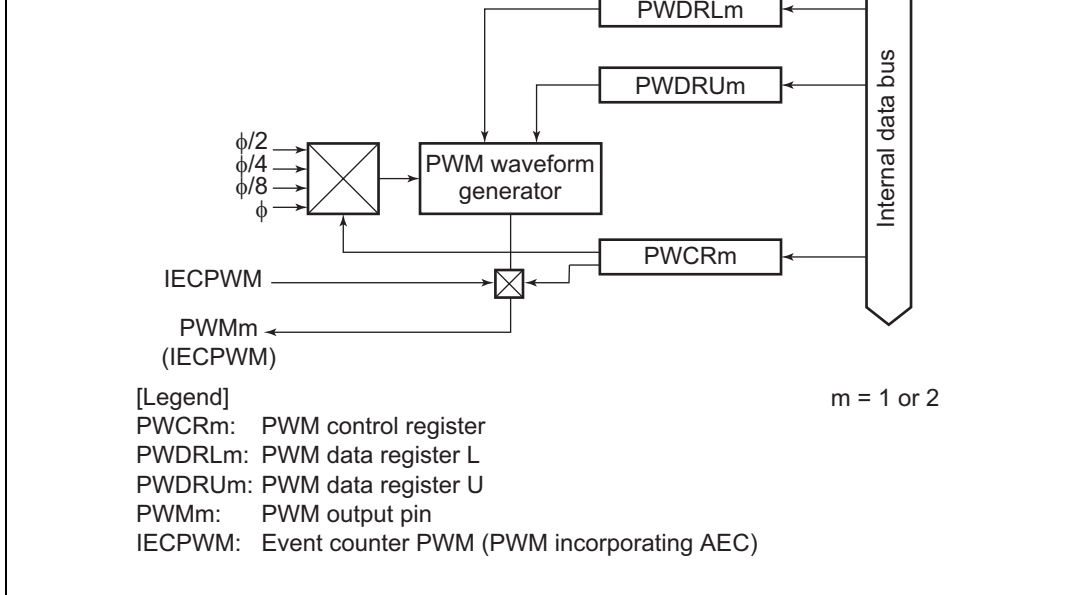 PWDRLm
PWDRUm
Internal data bus
ϕ/2
ϕ/4
ϕ/8
ϕ
PWM waveform
generator
PWCRm
IECPWM
PWMm
(IECPWM)
[Legend]
m = 1 or 2
PWCRm: PWM control register
PWDRLm: PWM data register L
PWDRUm: PWM data register U
PWMm: PWM output pin
IECPWM: Event counter PWM (PWM incorporating AEC)